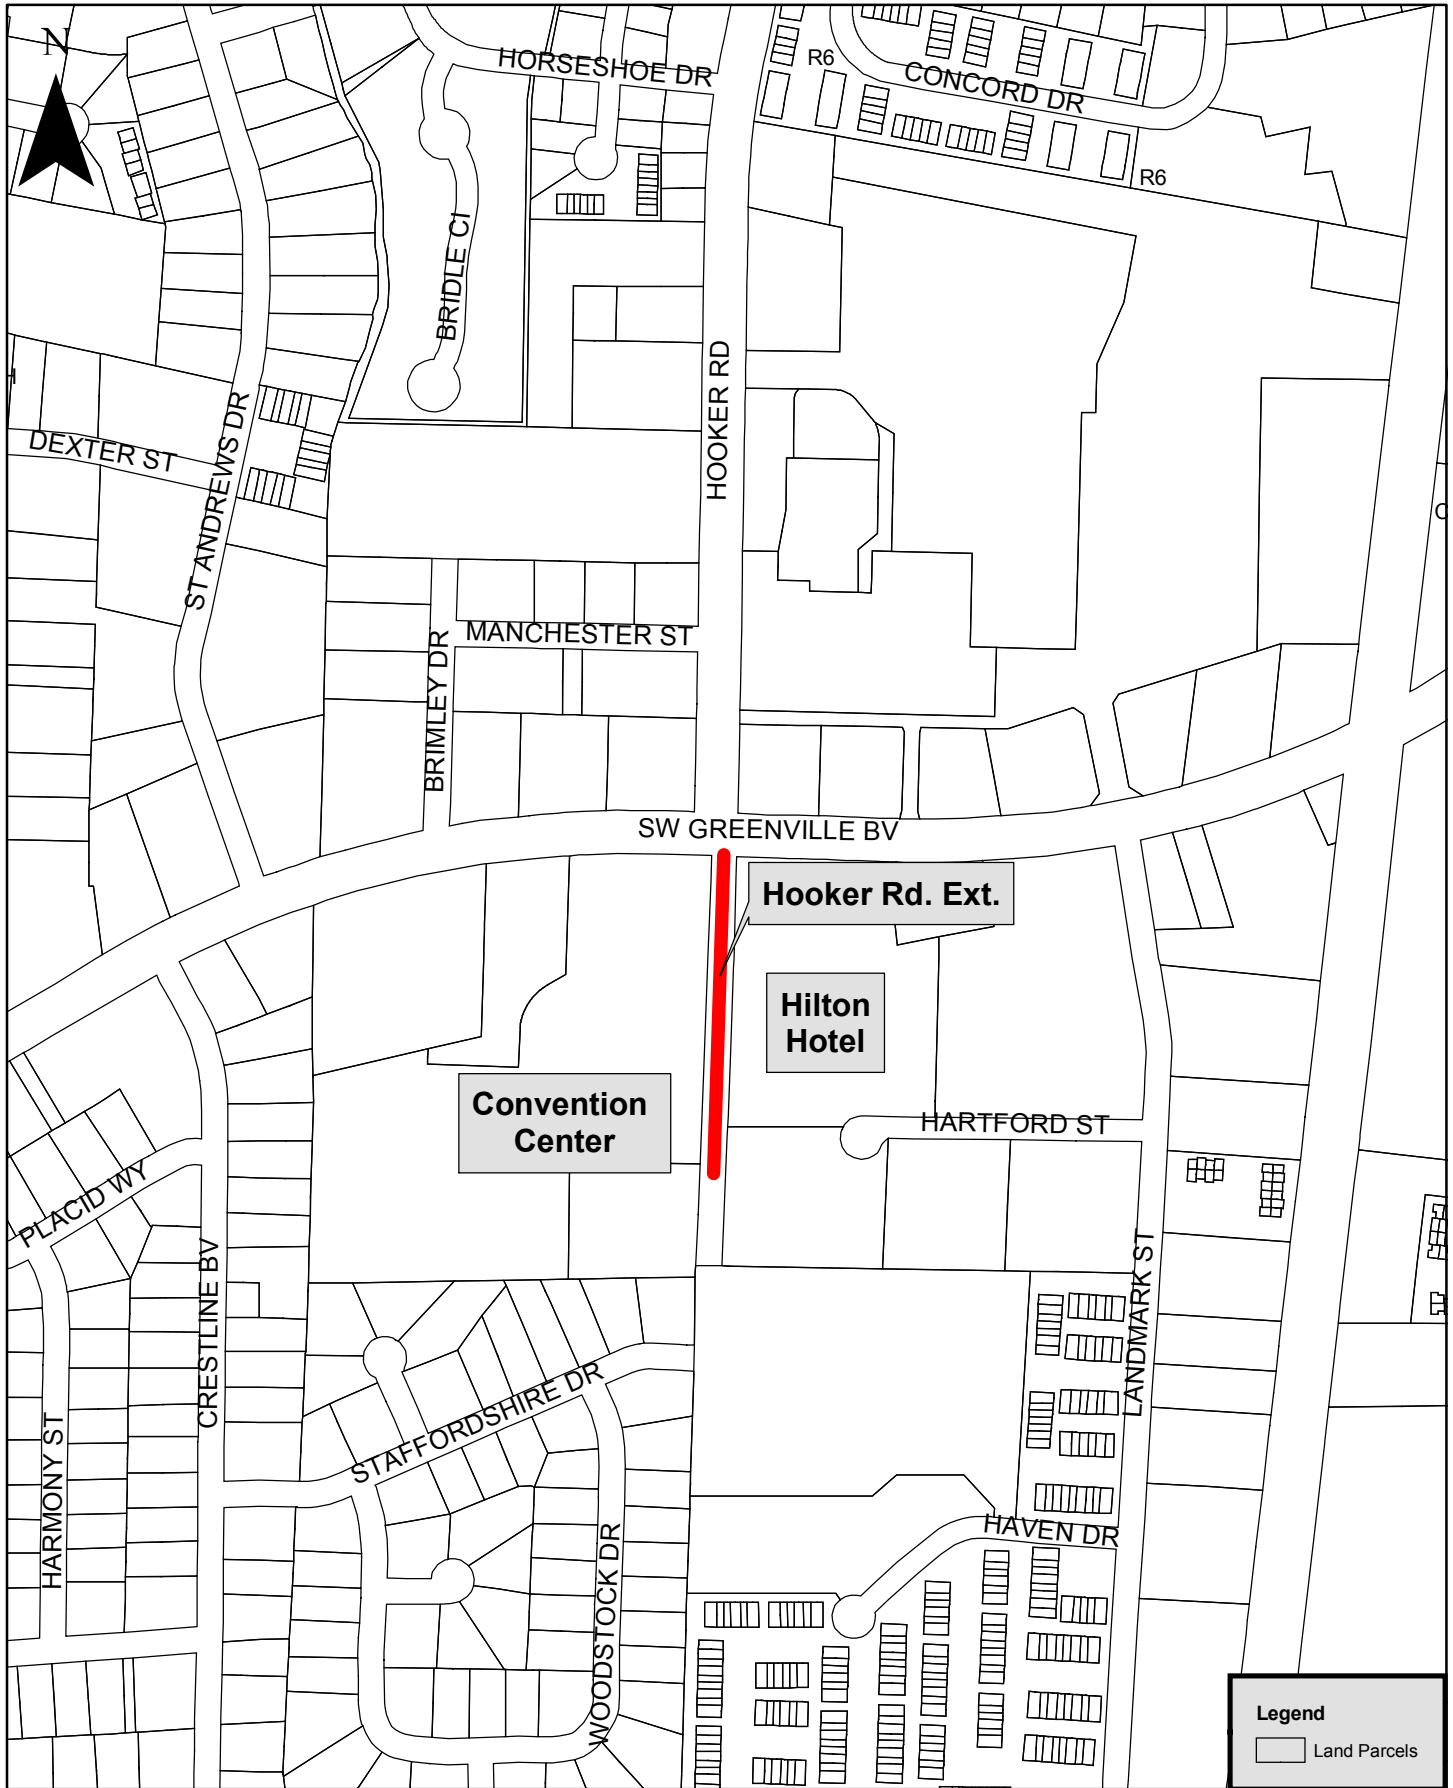 N
HORSESHOE DR
R6
CONCORD DR
R6
BRIDLE CI
HOOKER RD
DEXTER ST
ST ANDREWS DR
MANCHESTER ST
BRIMLEY DR
SW GREENVILLE BV
Hooker Rd. Ext.
Hilton
Hotel
Convention
Center
HARTFORD ST
PLACID WY
CRESTLINE BV
LANDMARK ST
STAFFORDSHIRE DR
HARMONY ST
WOODSTOCK DR
HAVEN DR
Legend
Land Parcels